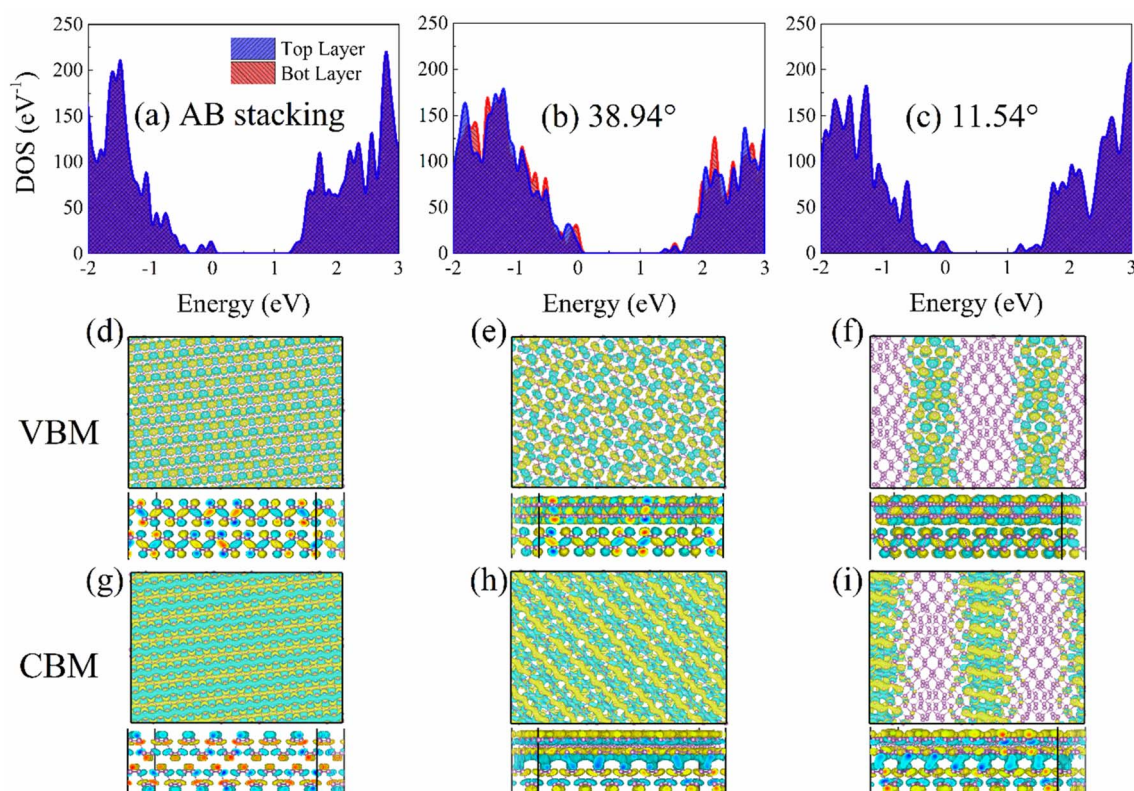 250
200
150
100
50
0
DOS (eV⁻¹)
Top Layer
Bot Layer
(a) AB stacking
-2 -1 0 1 2 3
Energy (eV)
250
200
150
100
50
0
(b) 38.94°
-2 -1 0 1 2 3
Energy (eV)
250
200
150
100
50
0
(c) 11.54°
-2 -1 0 1 2 3
Energy (eV)
(d) (e) (f)
VBM
(g) (h) (i)
CBM